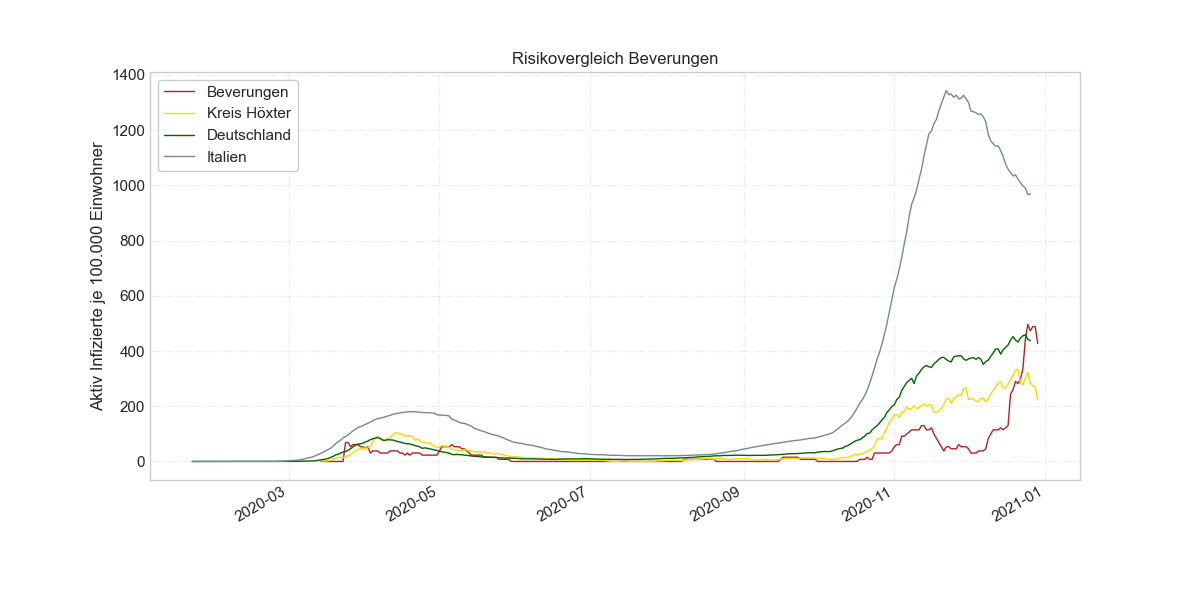 Risikovergleich Beverungen
Beverungen
Kreis Höxter
Deutschland
Italien
Aktiv Infizierte je 100.000 Einwohner
1400
1200
1000
800
600
400
200
0
2020-03
2020-05
2020-07
2020-09
2020-11
2021-01